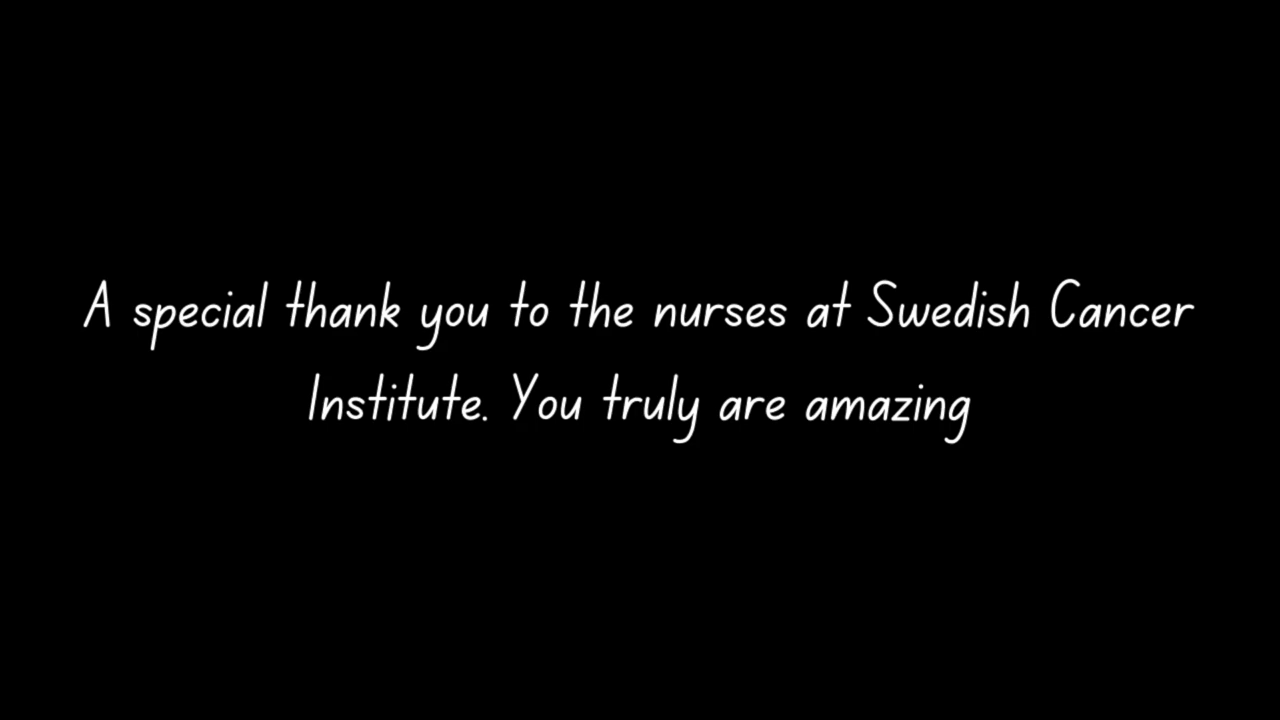 A special thank you to the nurses at Swedish Cancer
Institute. You truly are amazing